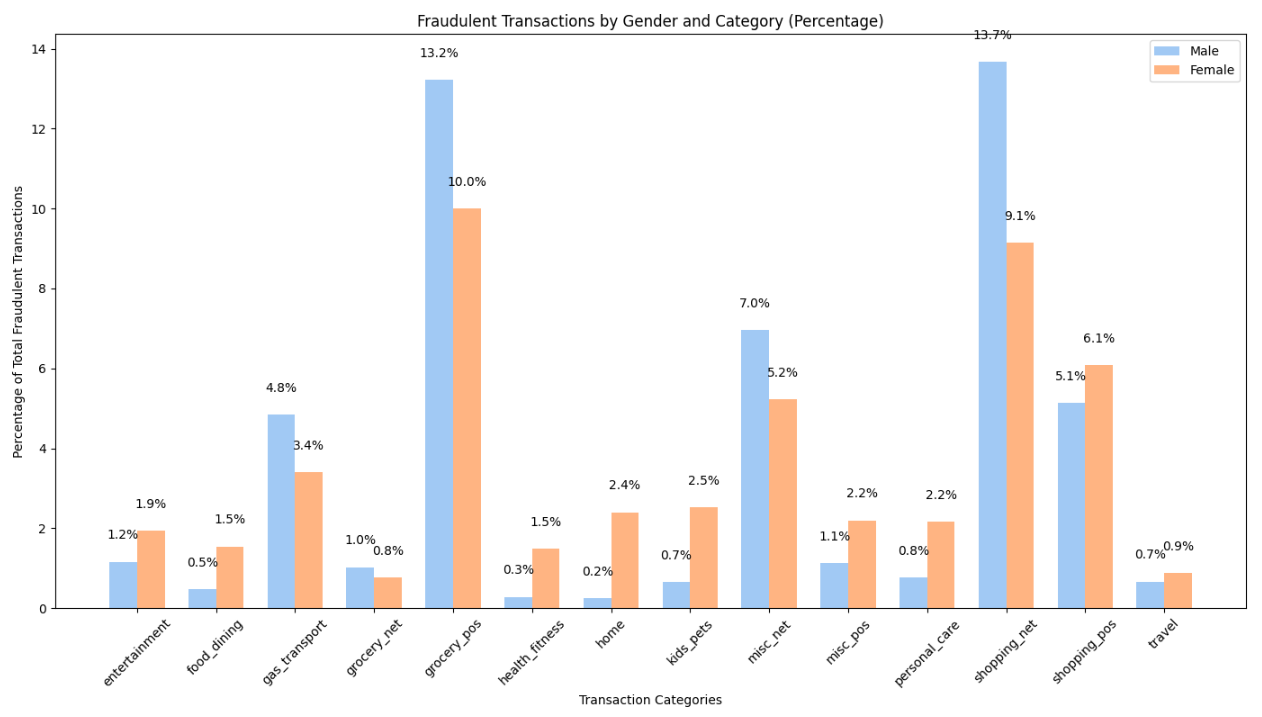 Fraudulent Transactions by Gender and Category (Percentage)
Male
Female
Percentage of Total Fraudulent Transactions
14
12
10
8
6
4
2
0
1.2%
1.9%
0.5%
1.5%
4.8%
3.4%
1.0%
0.8%
13.2%
10.0%
0.3%
1.5%
0.2%
2.4%
0.7%
2.5%
7.0%
5.2%
1.1%
2.2%
0.8%
2.2%
13.7%
9.1%
5.1%
6.1%
0.7%
0.9%
entertainment
food_dining
gas_transport
grocery_net
grocery_pos
health_fitness
home
kids_pets
misc_net
misc_pos
personal_care
shopping_net
shopping_pos
travel
Transaction Categories